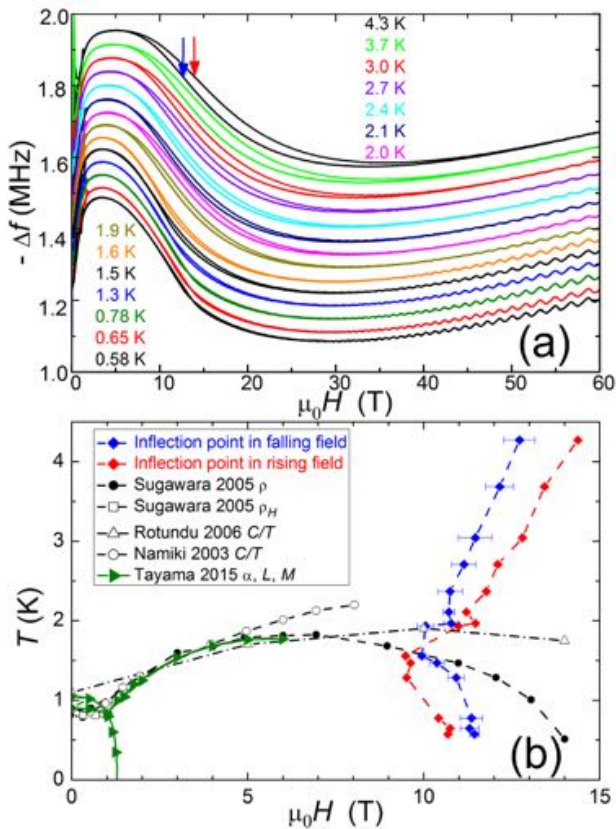 2.0
1.8
1.6
1.4
1.2
1.0
- Δf (MHz)
4.3 K
3.7 K
3.0 K
2.7 K
2.4 K
2.1 K
2.0 K
1.9 K
1.6 K
1.5 K
1.3 K
0.78 K
0.65 K
0.58 K
(a)
0 10 20 30 40 50 60
μ0H (T)
Inflection point in falling field
Inflection point in rising field
Sugawara 2005 ρ
Sugawara 2005 ρH
Rotundu 2006 C/T
Namiki 2003 C/T
Tayama 2015 α, L, M
4
3
2
1
0
T (K)
(b)
0 5 10 15
μ0H (T)